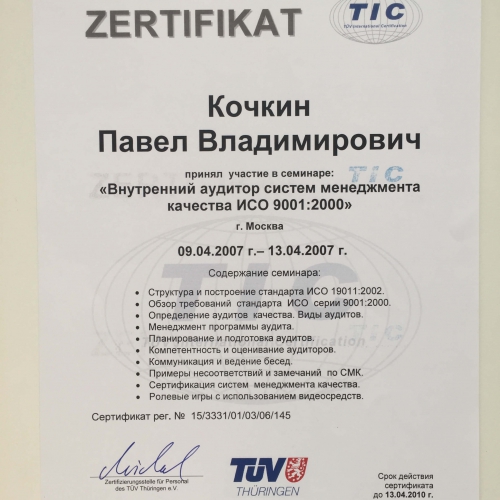 ZERTIFIKAT
TIC
TÜV International Certification
Кочкин
Павел Владимирович
принял участие в семинаре:
«Внутренний аудитор систем менеджмента
качества ИСО 9001:2000»
г. Москва
09.04.2007 г.– 13.04.2007 г.
Содержание семинара:
• Структура и построение стандарта ИСО 19011:2002.
• Обзор требований стандарта ИСО серии 9001:2000.
• Определение аудитов качества. Виды аудитов.
• Менеджмент программы аудита.
• Планирование и подготовка аудитов.
• Компетентность и оценивание аудиторов.
• Коммуникация и ведение бесед.
• Примеры несоответствий и замечаний по СМК.
• Сертификация систем менеджмента качества.
• Ролевые игры с использованием видеосредств.
Сертификат рег. № 15/3331/01/03/06/145
Zertifizierungsstelle für Personal
des TÜV Thüringen e.V.
TÜV
THÜRINGEN
Срок действия
сертификата
до 13.04.2010 г.